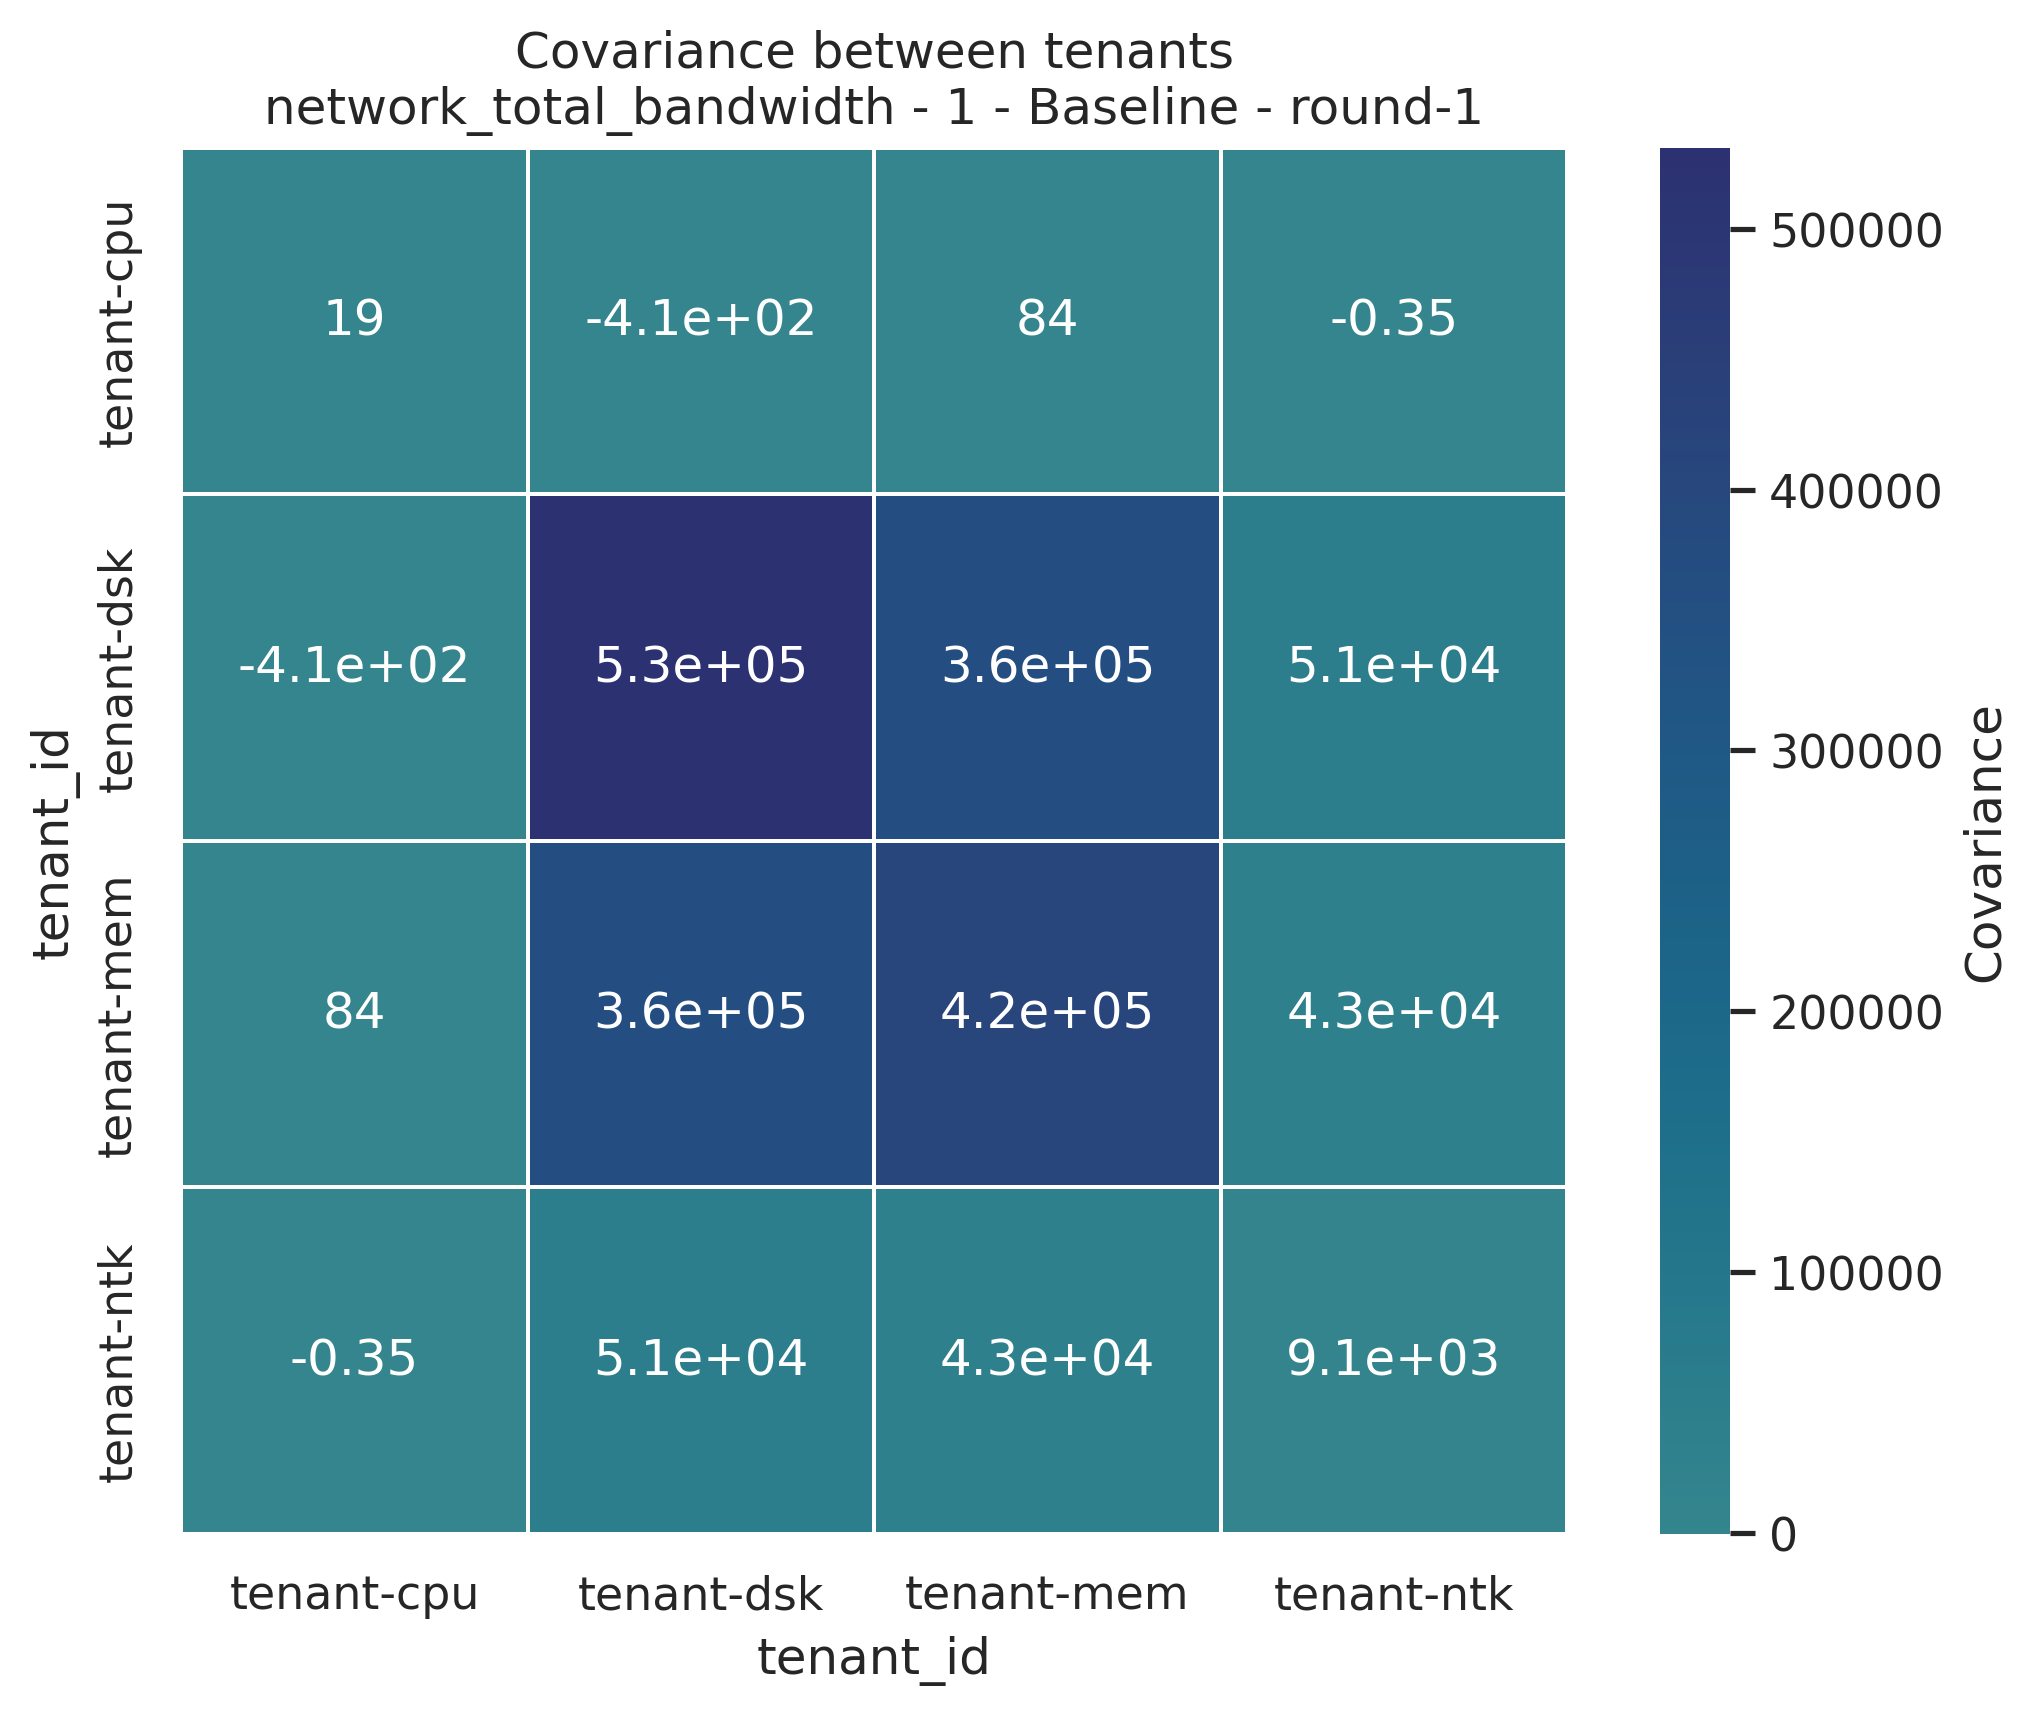 Covariance between tenants
network_total_bandwidth - 1 - Baseline - round-1
tenant_id
tenant-cpu
19
-4.1e+02
84
-0.35
tenant-dsk
-4.1e+02
5.3e+05
3.6e+05
5.1e+04
tenant-mem
84
3.6e+05
4.2e+05
4.3e+04
tenant-ntk
-0.35
5.1e+04
4.3e+04
9.1e+03
tenant-cpu
tenant-dsk
tenant-mem
tenant-ntk
tenant_id
500000
400000
300000
200000
100000
0
Covariance